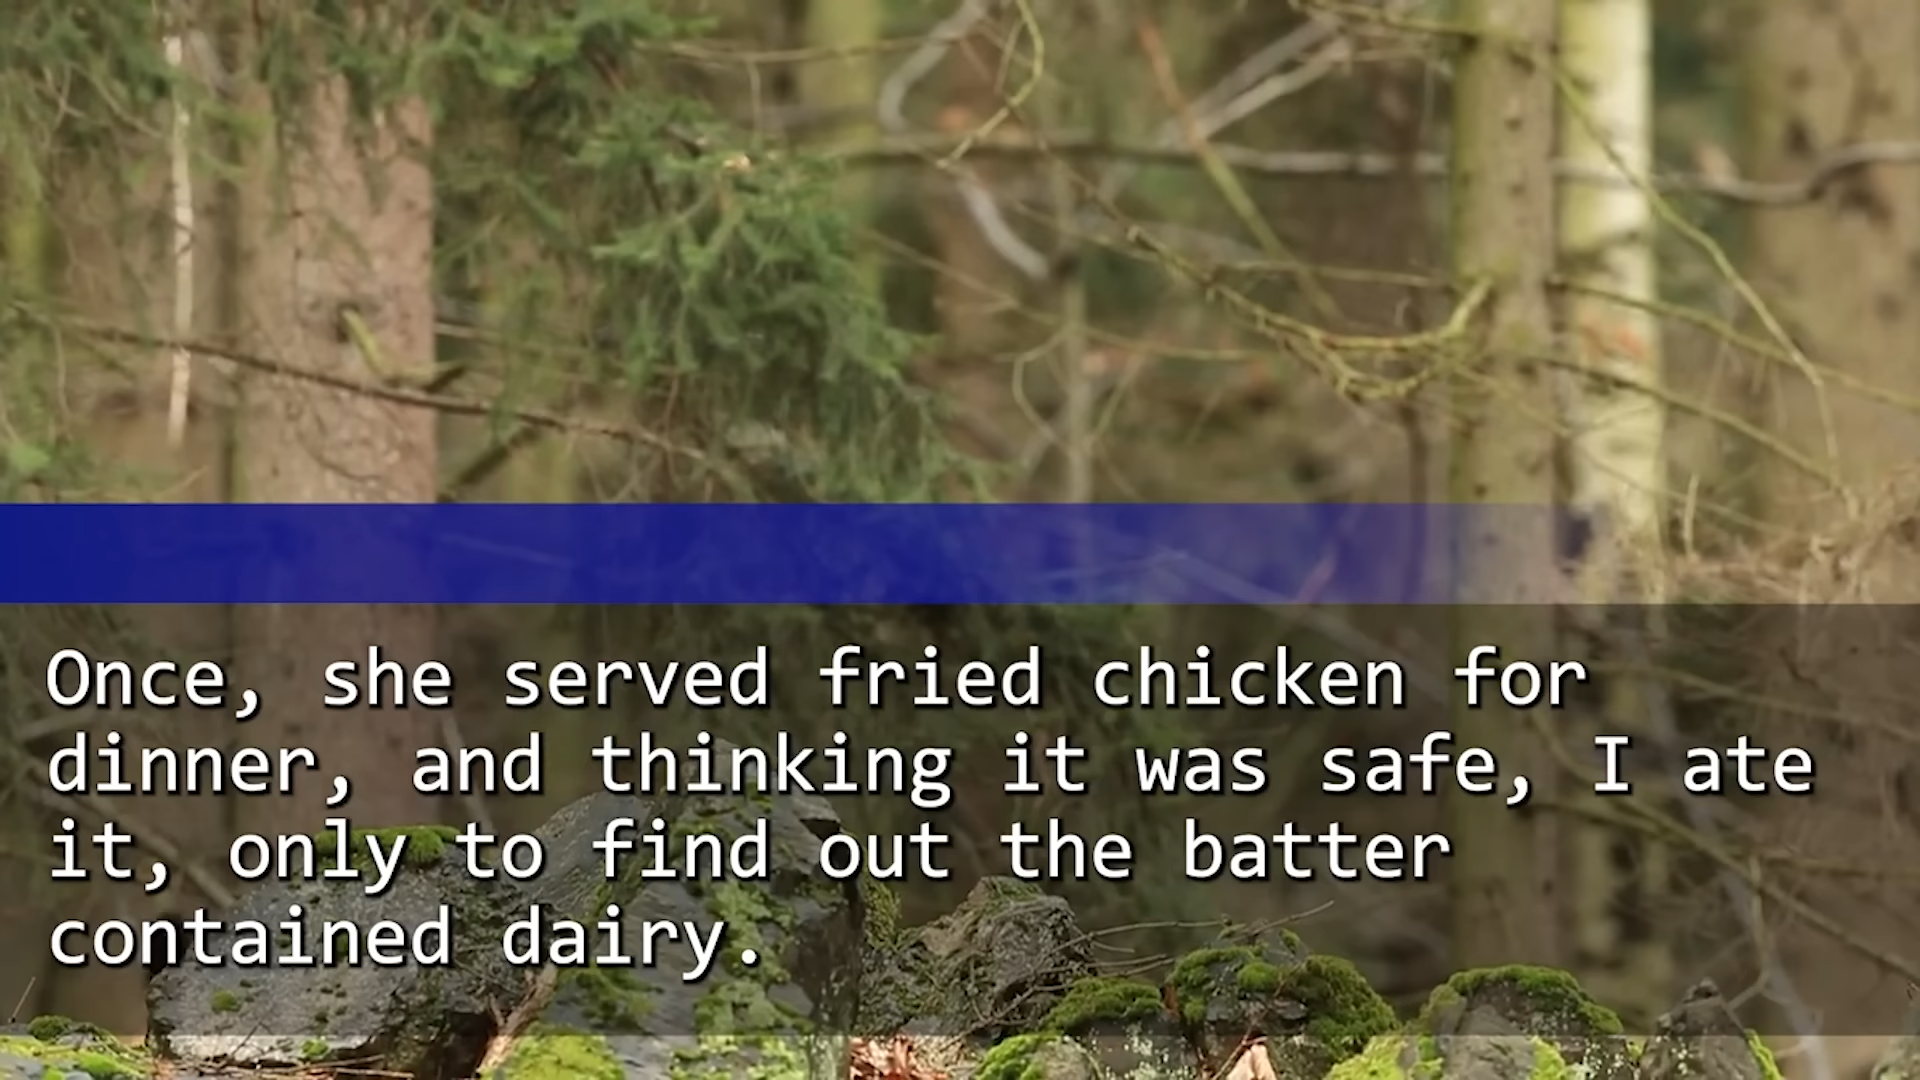 Once, she served fried chicken for
dinner, and thinking it was safe, I ate
it, only to find out the batter
contained dairy.